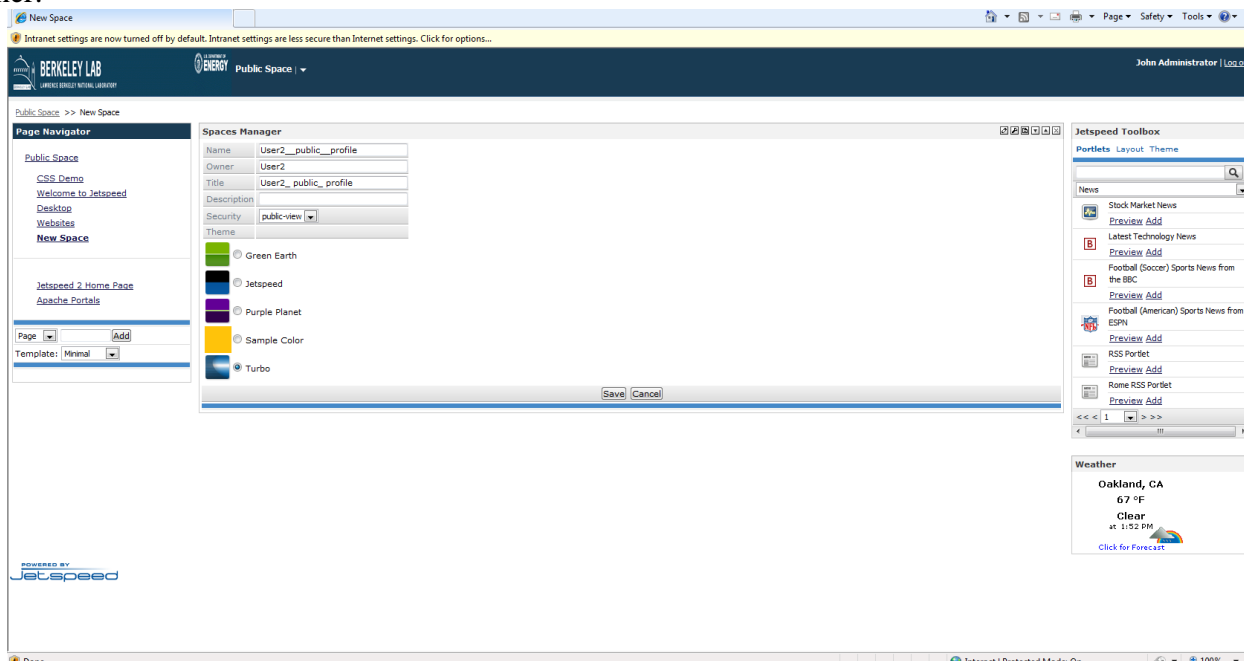 New Space
Page Safety Tools
Intranet settings are now turned off by default. Intranet settings are less secure than Internet settings. Click for options...
BERKELEY LAB
LAWRENCE BERKELEY NATIONAL LABORATORY
ENERGY
Public Space |
John Administrator |
Public Space >> New Space
Page Navigator
Public Space
CSS Demo
Welcome to Jetspeed
Desktop
Websites
New Space
Jetspeed 2 Home Page
Apache Portals
Page Add
Template: Minimal
Spaces Manager
Name User2__public__profile
Owner User2
Title User2_ public_ profile
Description
Security public-view
Theme
Green Earth
Jetspeed
Purple Planet
Sample Color
Turbo
Save Cancel
Jetspeed Toolbox
Portlets Layout Theme
News
Stock Market News
Preview Add
B
Latest Technology News
Preview Add
B
Football (Soccer) Sports News from
the BBC
Preview Add
Football (American) Sports News from
ESPN
Preview Add
RSS Portlet
Preview Add
Rome RSS Portlet
Preview Add
<< < 1 > >>
Weather
Oakland, CA
67 °F
Clear
at 1:52 PM
Click for Forecast
POWERED BY
Jetspeed